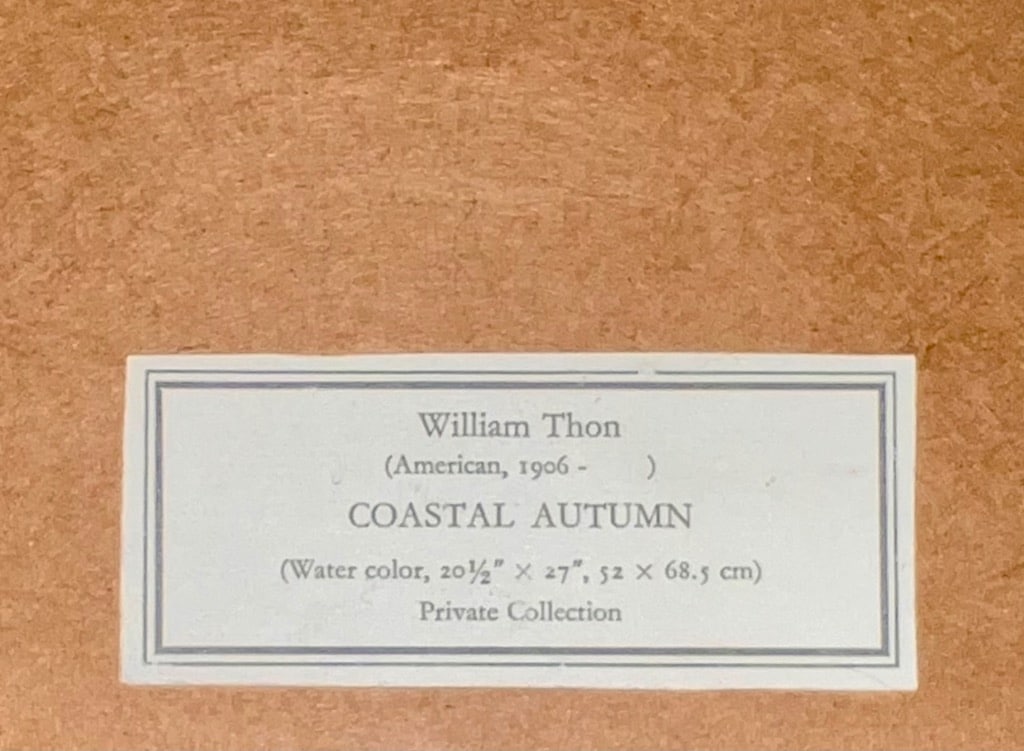 William Thon
(American, 1906 -      )
COASTAL AUTUMN
(Water color, 20½" × 27", 52 × 68.5 cm)
Private Collection